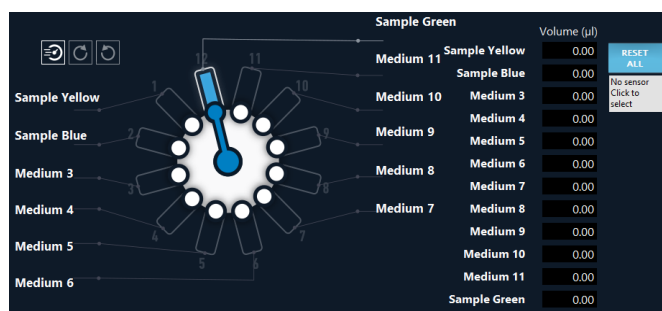 Sample Green
Volume (µl)
12
11
Medium 11
Sample Yellow
0.00
RESET
ALL
Sample Blue
0.00
No sensor
Click to
select
1
10
Sample Yellow
Medium 10
Medium 3
0.00
Medium 4
0.00
Sample Blue
2
9
Medium 9
Medium 5
0.00
Medium 6
0.00
Medium 3
3
8
Medium 8
Medium 7
0.00
Medium 4
Medium 7
Medium 8
0.00
4
7
Medium 9
0.00
Medium 5
5
6
Medium 10
0.00
Medium 6
Medium 11
0.00
Sample Green
0.00